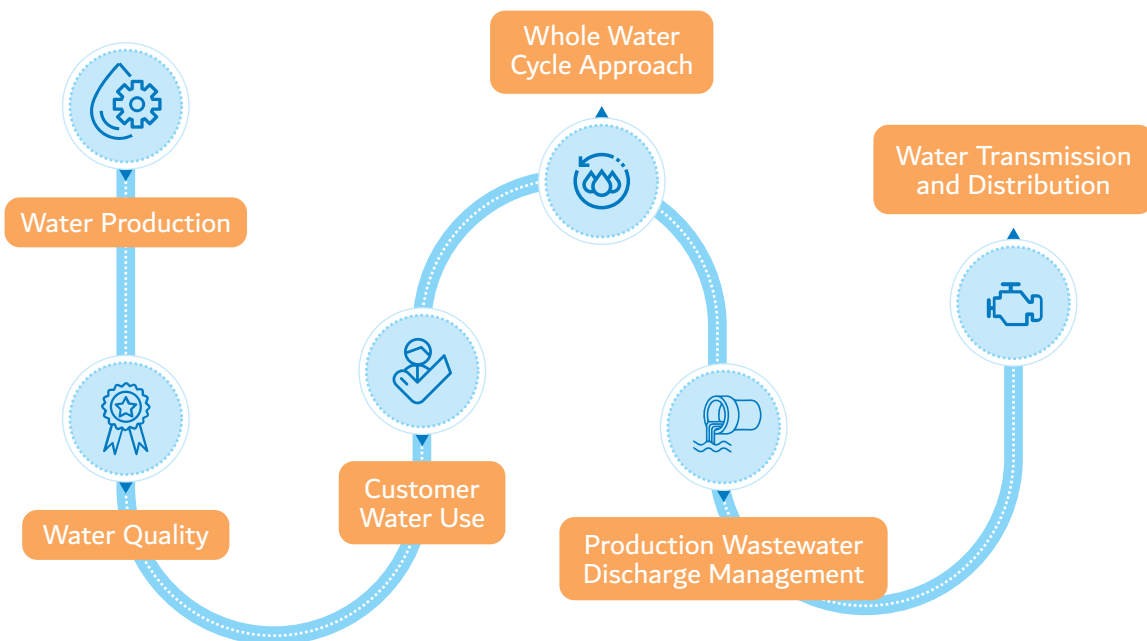 Whole Water
Cycle Approach
Water Transmission
and Distribution
Water Production
Customer
Water Use
Water Quality
Production Wastewater
Discharge Management